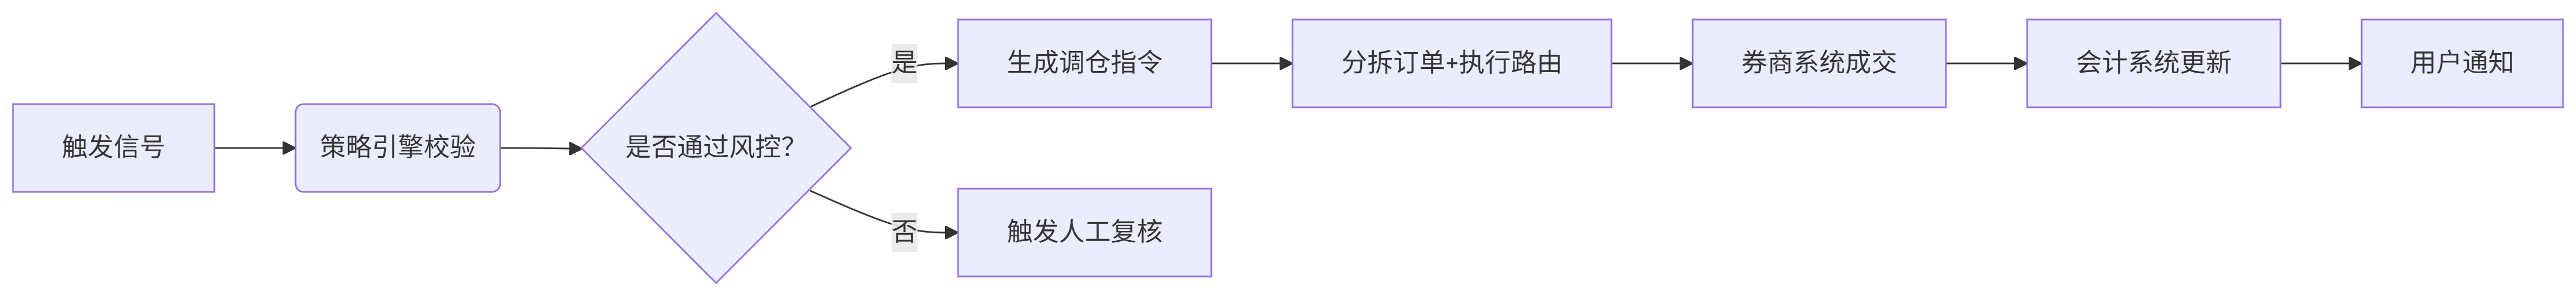 触发信号
策略引擎校验
是否通过风控?
是
生成调仓指令
分拆订单+执行路由
券商系统成交
会计系统更新
用户通知
否
触发人工复核